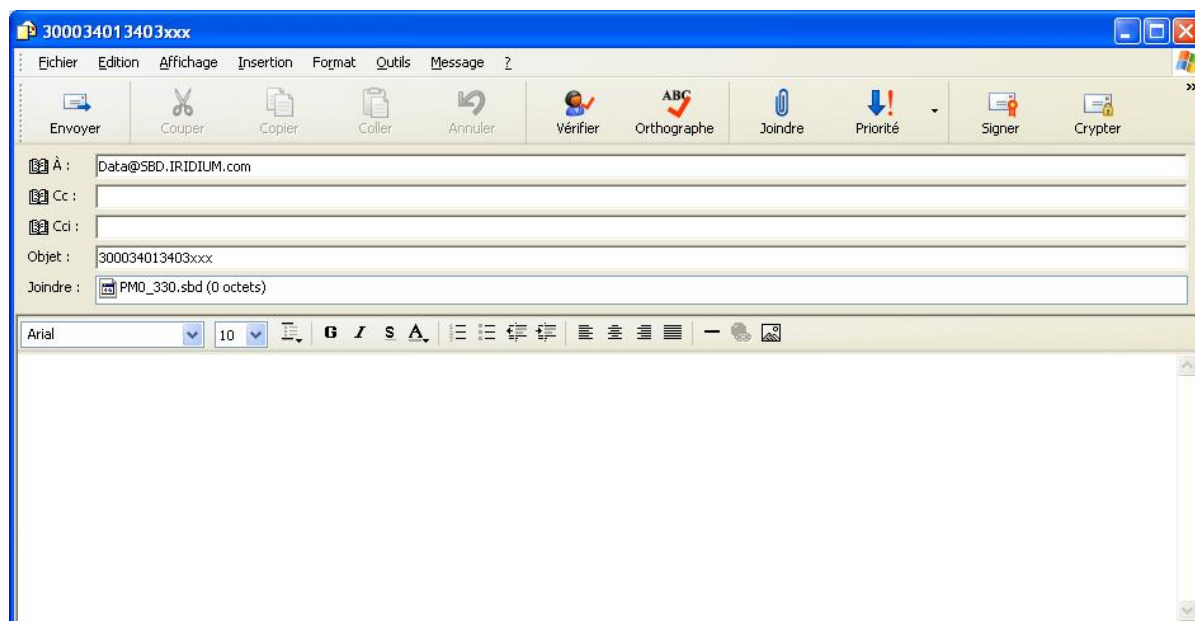 300034013403xxx
Fichier Edition Affichage Insertion Format Outils Message ?
Envoyer Couper Copier Coller Annuler Vérifier Orthographe Joindre Priorité Signer Crypter
ABC
À : Data@SBD.IRIDIUM.com
Cc :
Cci :
Objet : 300034013403xxx
Joindre : PM0_330.sbd (0 octets)
Arial 10 G I S A